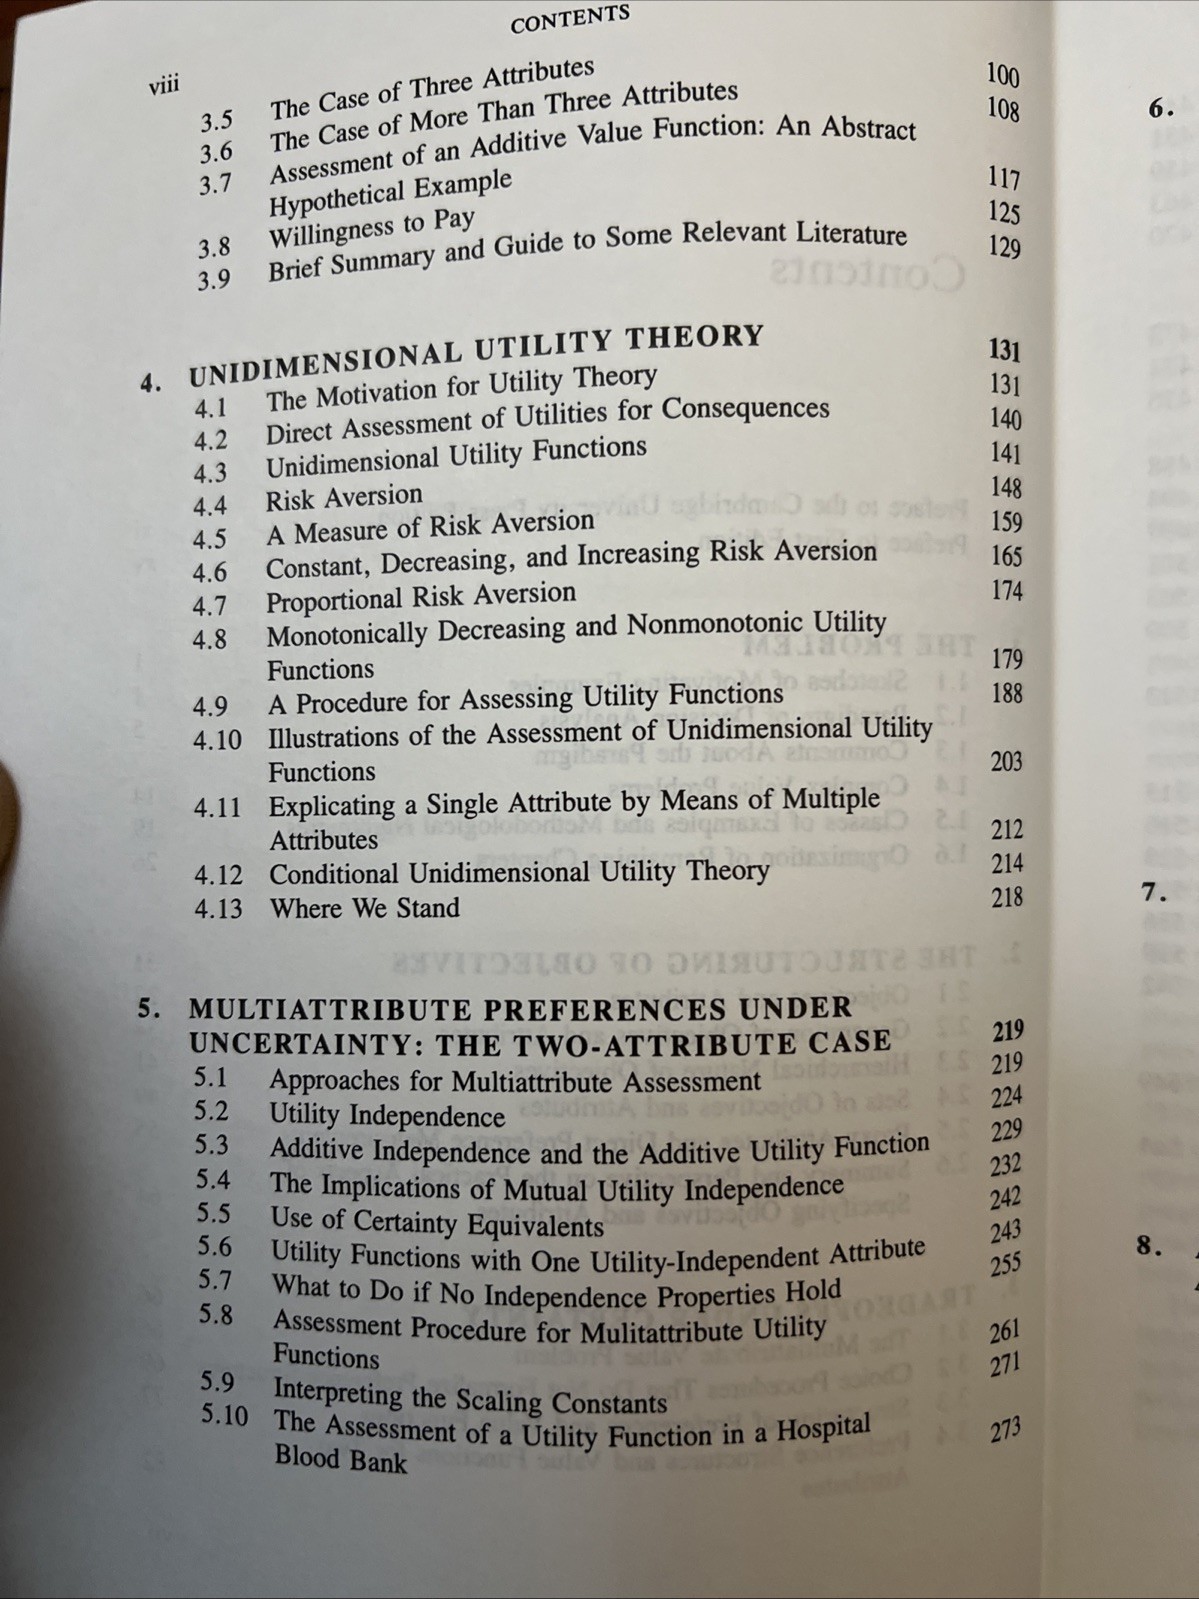 CONTENTS
viii
3.5 The Case of Three Attributes 100
3.6 The Case of More Than Three Attributes 108
3.7 Assessment of an Additive Value Function: An Abstract
Hypothetical Example 117
3.8 Willingness to Pay 125
3.9 Brief Summary and Guide to Some Relevant Literature 129
4. UNIDIMENSIONAL UTILITY THEORY 131
4.1 The Motivation for Utility Theory 131
4.2 Direct Assessment of Utilities for Consequences 140
4.3 Unidimensional Utility Functions 141
4.4 Risk Aversion 148
4.5 A Measure of Risk Aversion 159
4.6 Constant, Decreasing, and Increasing Risk Aversion 165
4.7 Proportional Risk Aversion 174
4.8 Monotonically Decreasing and Nonmonotonic Utility
Functions 179
4.9 A Procedure for Assessing Utility Functions 188
4.10 Illustrations of the Assessment of Unidimensional Utility
Functions 203
4.11 Explicating a Single Attribute by Means of Multiple
Attributes 212
4.12 Conditional Unidimensional Utility Theory 214
4.13 Where We Stand 218
5. MULTIATTRIBUTE PREFERENCES UNDER
UNCERTAINTY: THE TWO-ATTRIBUTE CASE 219
5.1 Approaches for Multiattribute Assessment 219
5.2 Utility Independence 224
5.3 Additive Independence and the Additive Utility Function 229
5.4 The Implications of Mutual Utility Independence 232
5.5 Use of Certainty Equivalents 242
5.6 Utility Functions with One Utility-Independent Attribute 243
5.7 What to Do if No Independence Properties Hold 255
5.8 Assessment Procedure for Mulitattribute Utility
Functions 261
5.9 Interpreting the Scaling Constants 271
5.10 The Assessment of a Utility Function in a Hospital
Blood Bank 273
6.
7.
8.